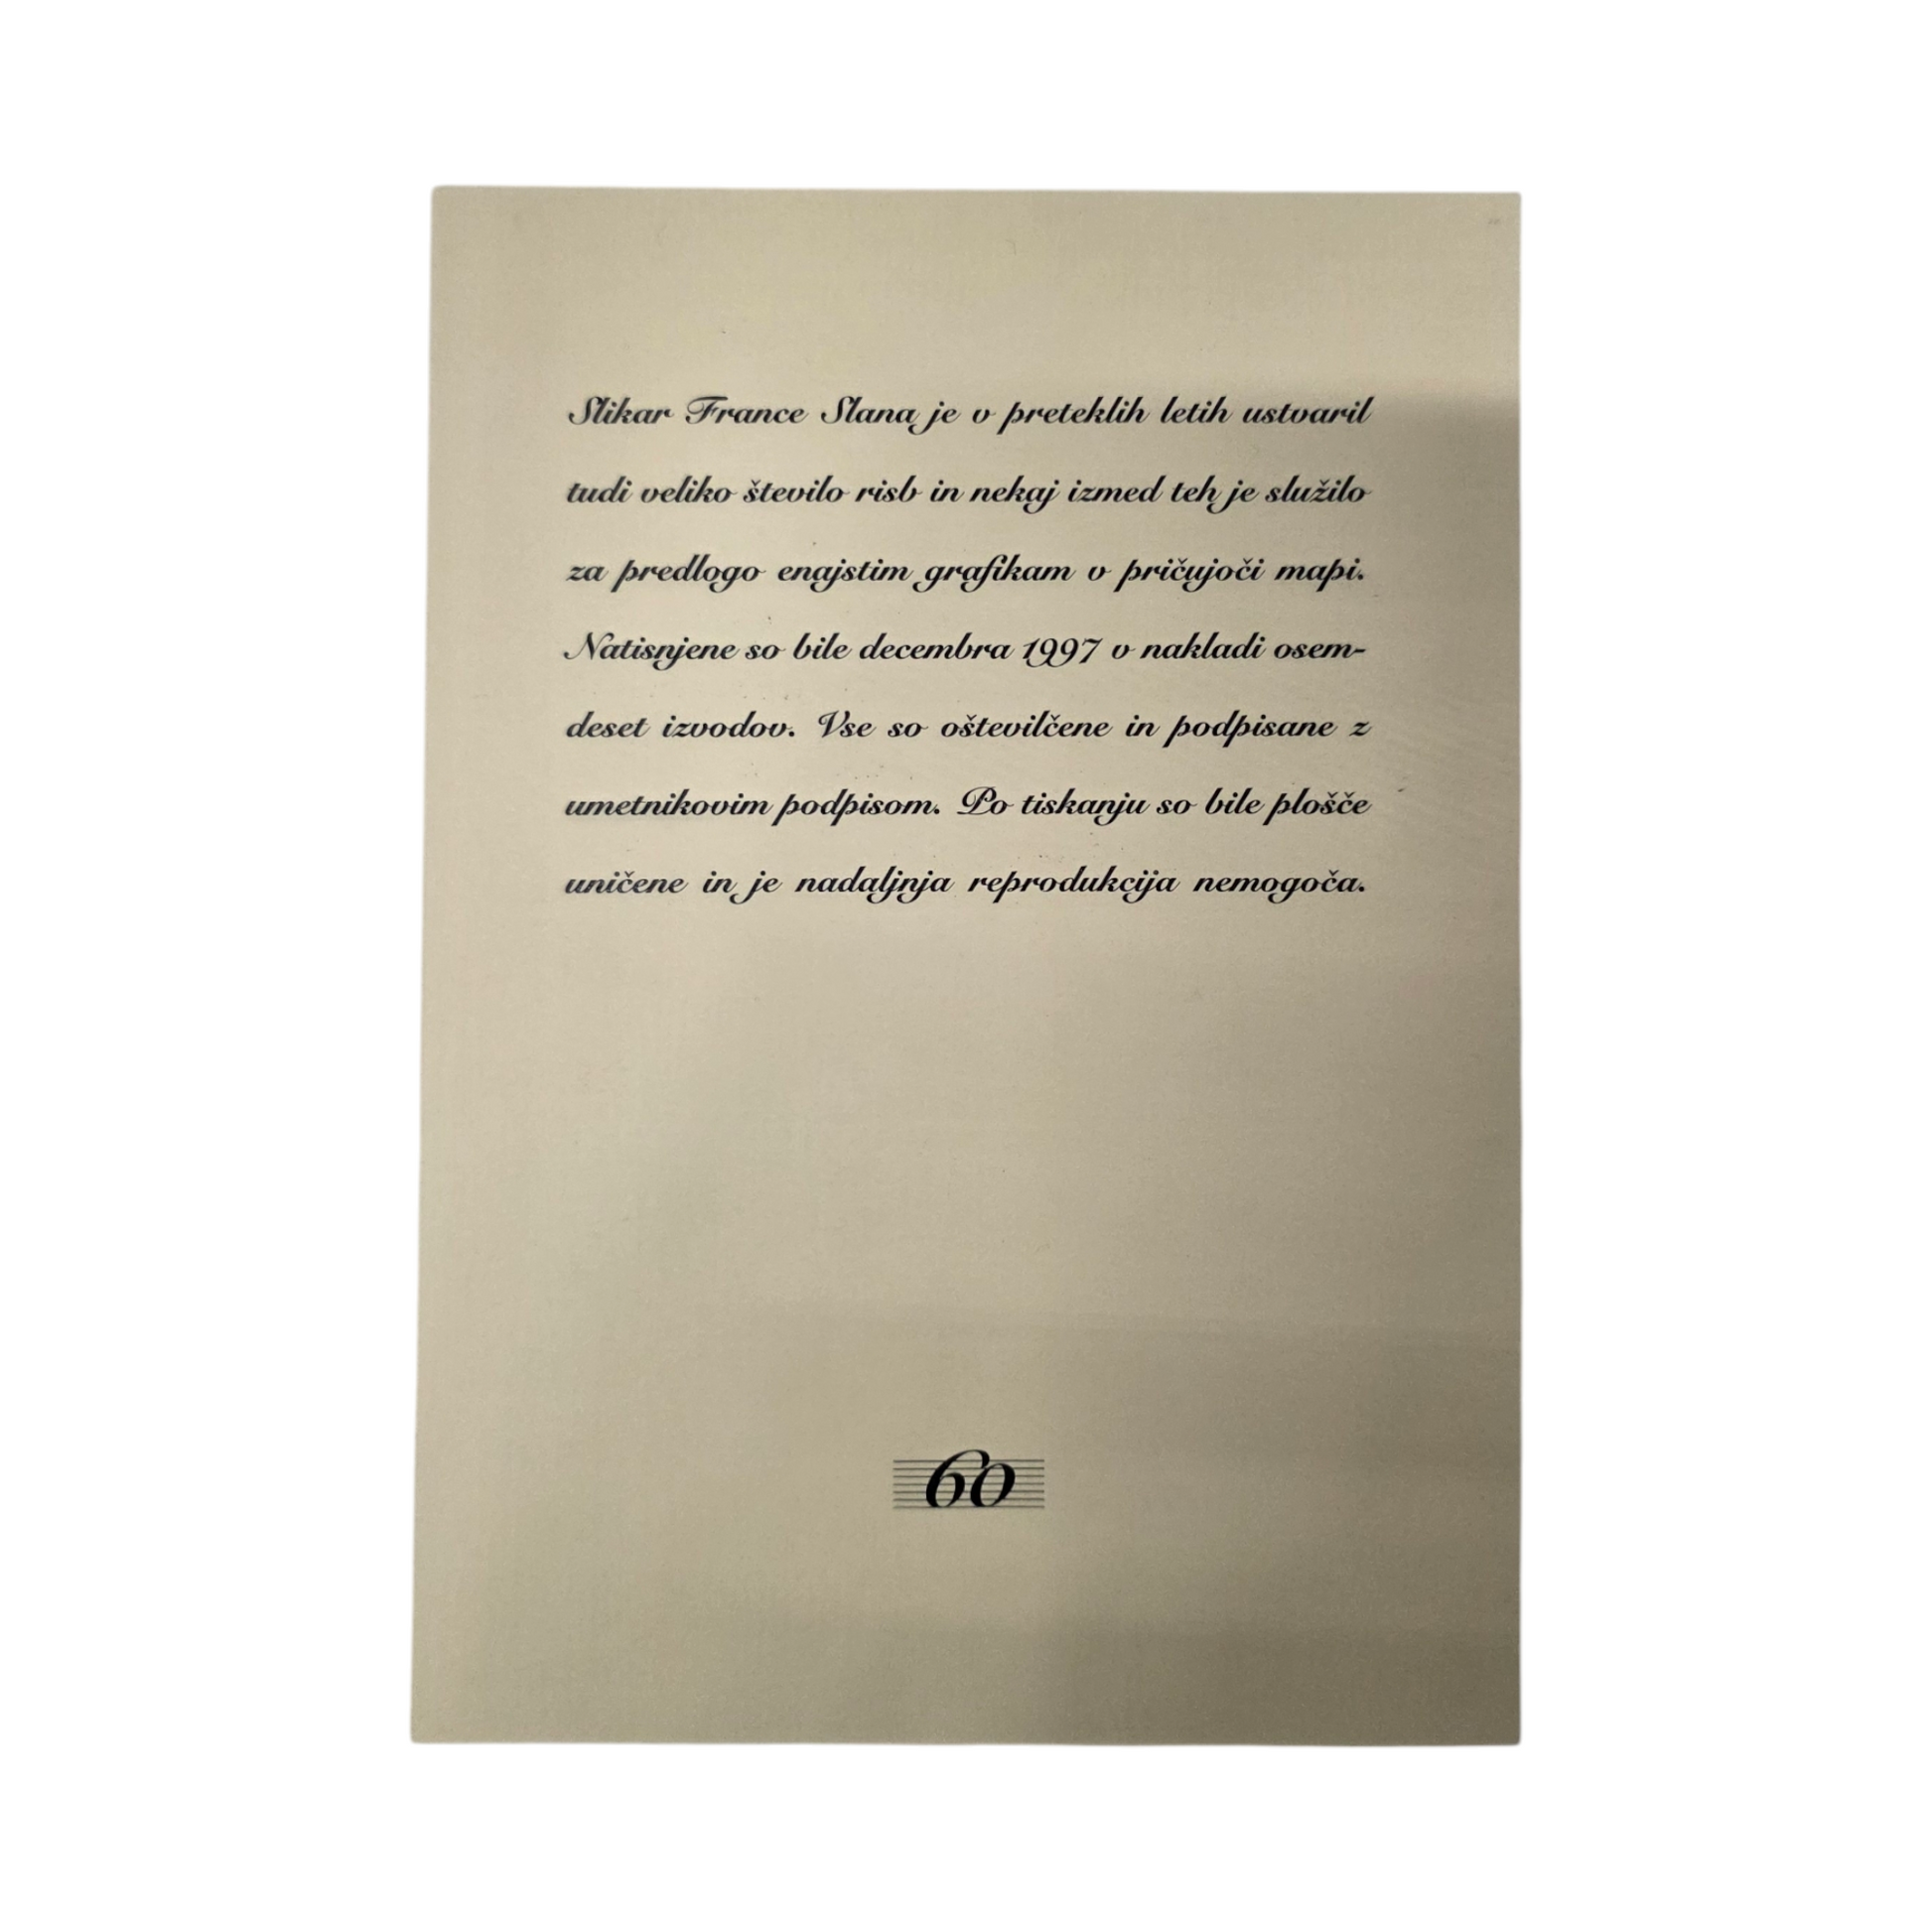 Slikar France Slana je v preteklih letih ustvaril
tudi veliko število risb in nekaj izmed teh je služilo
za predlogo enajstim grafikam v pričujoči mapi.
Natisnjene so bile decembra 1997 v nakladi osem-
deset izvodov. Vse so oštevilčene in podpisane z
umetnikovim podpisom. Po tiskanju so bile plošče
uničene in je nadaljnja reprodukcija nemogoča.
60